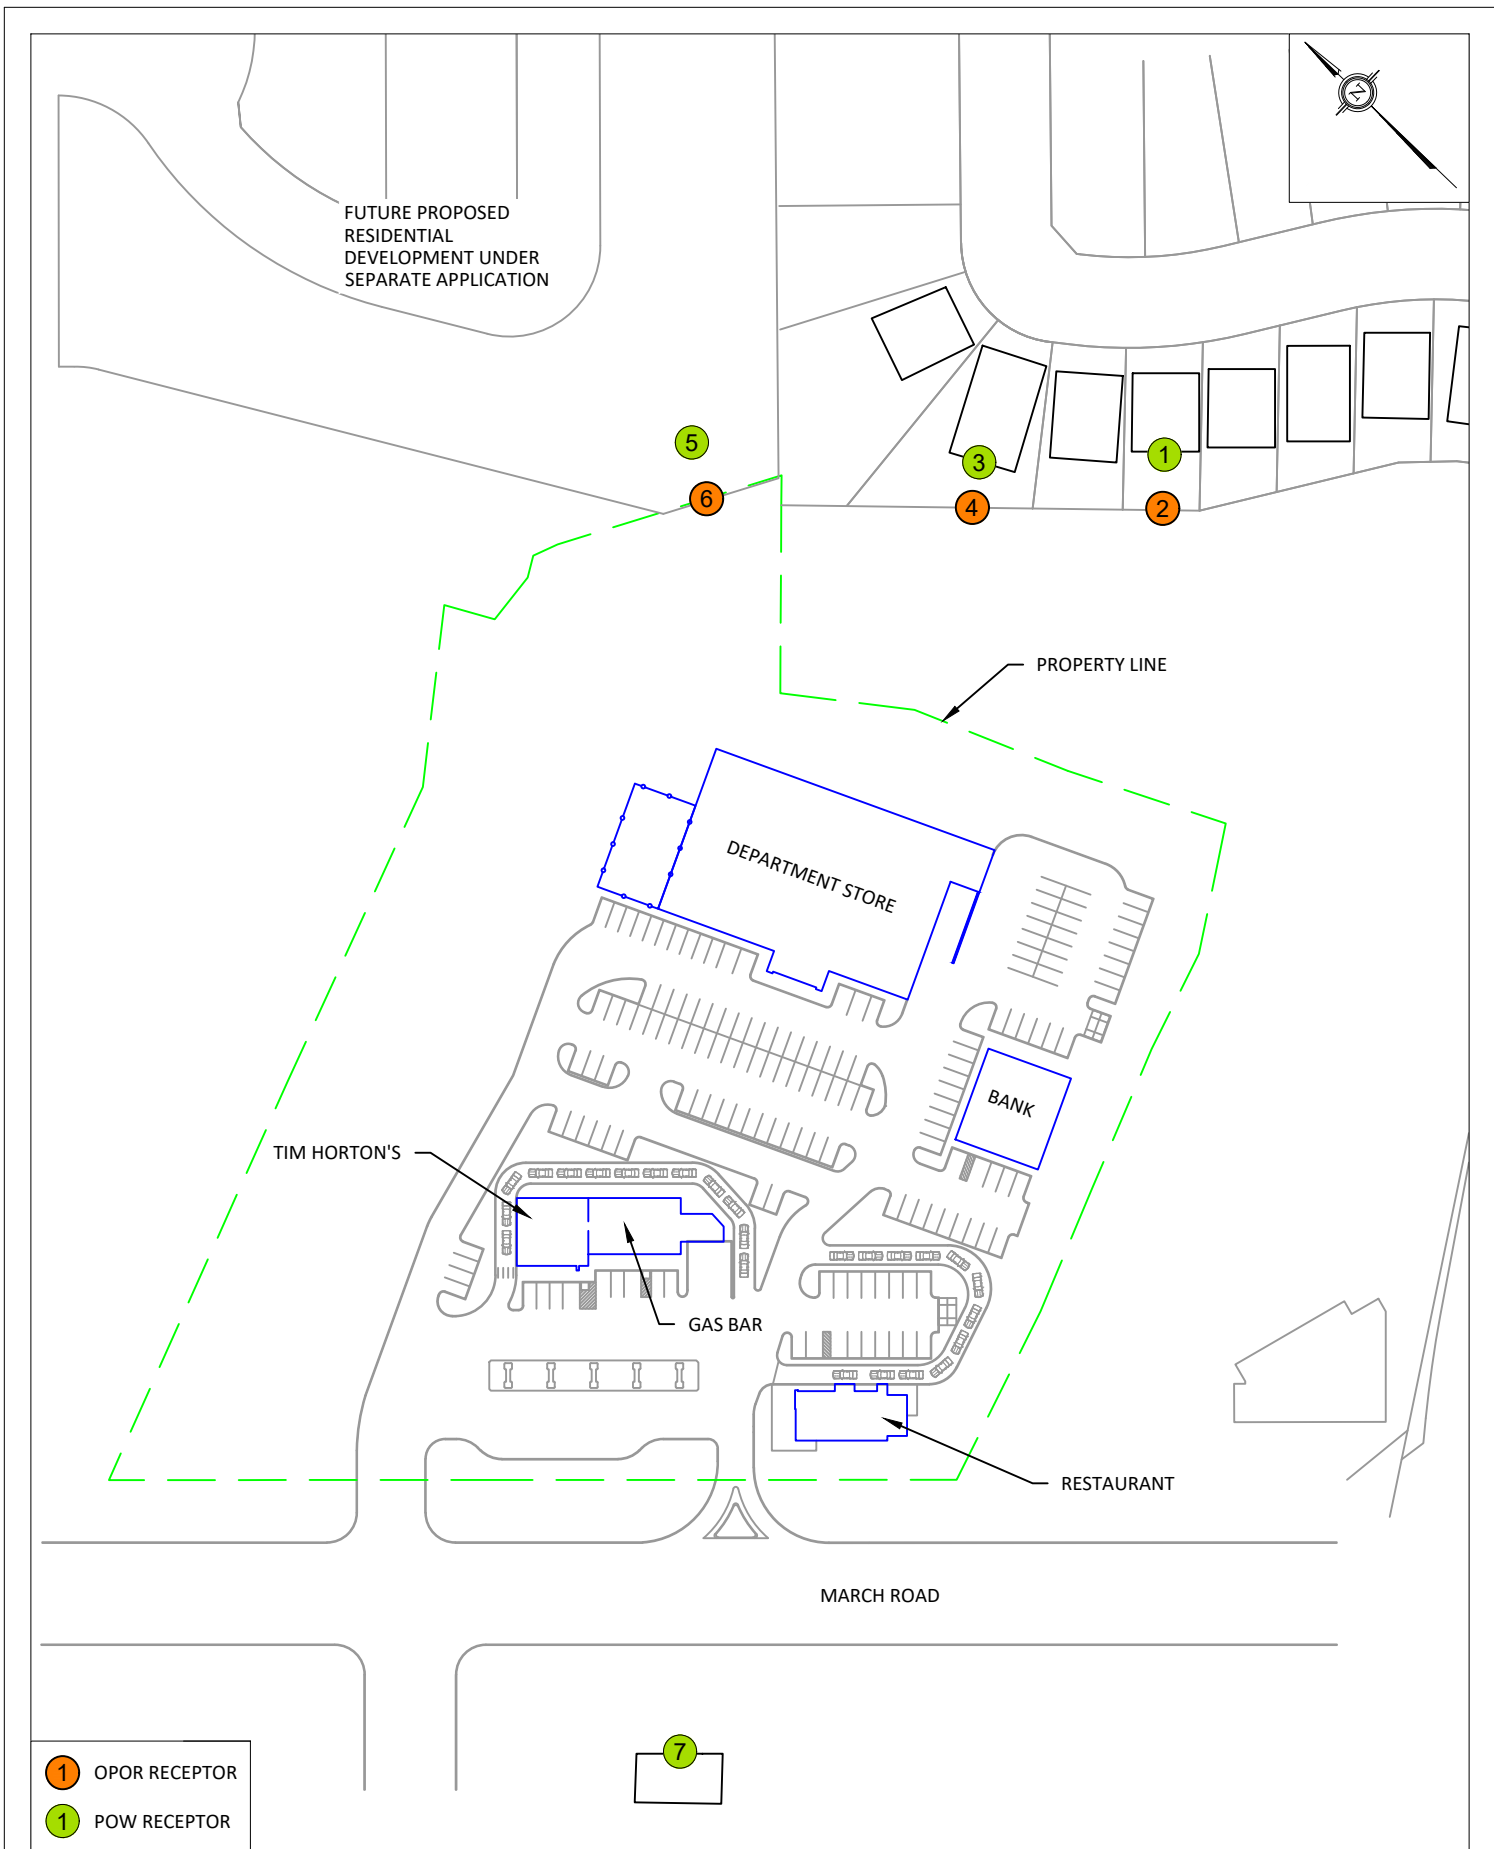 N
FUTURE PROPOSED
RESIDENTIAL
DEVELOPMENT UNDER
SEPARATE APPLICATION
5
3
1
6
4
2
PROPERTY LINE
DEPARTMENT STORE
BANK
TIM HORTON'S
GAS BAR
RESTAURANT
MARCH ROAD
7
1 OPOR RECEPTOR
1 POW RECEPTOR